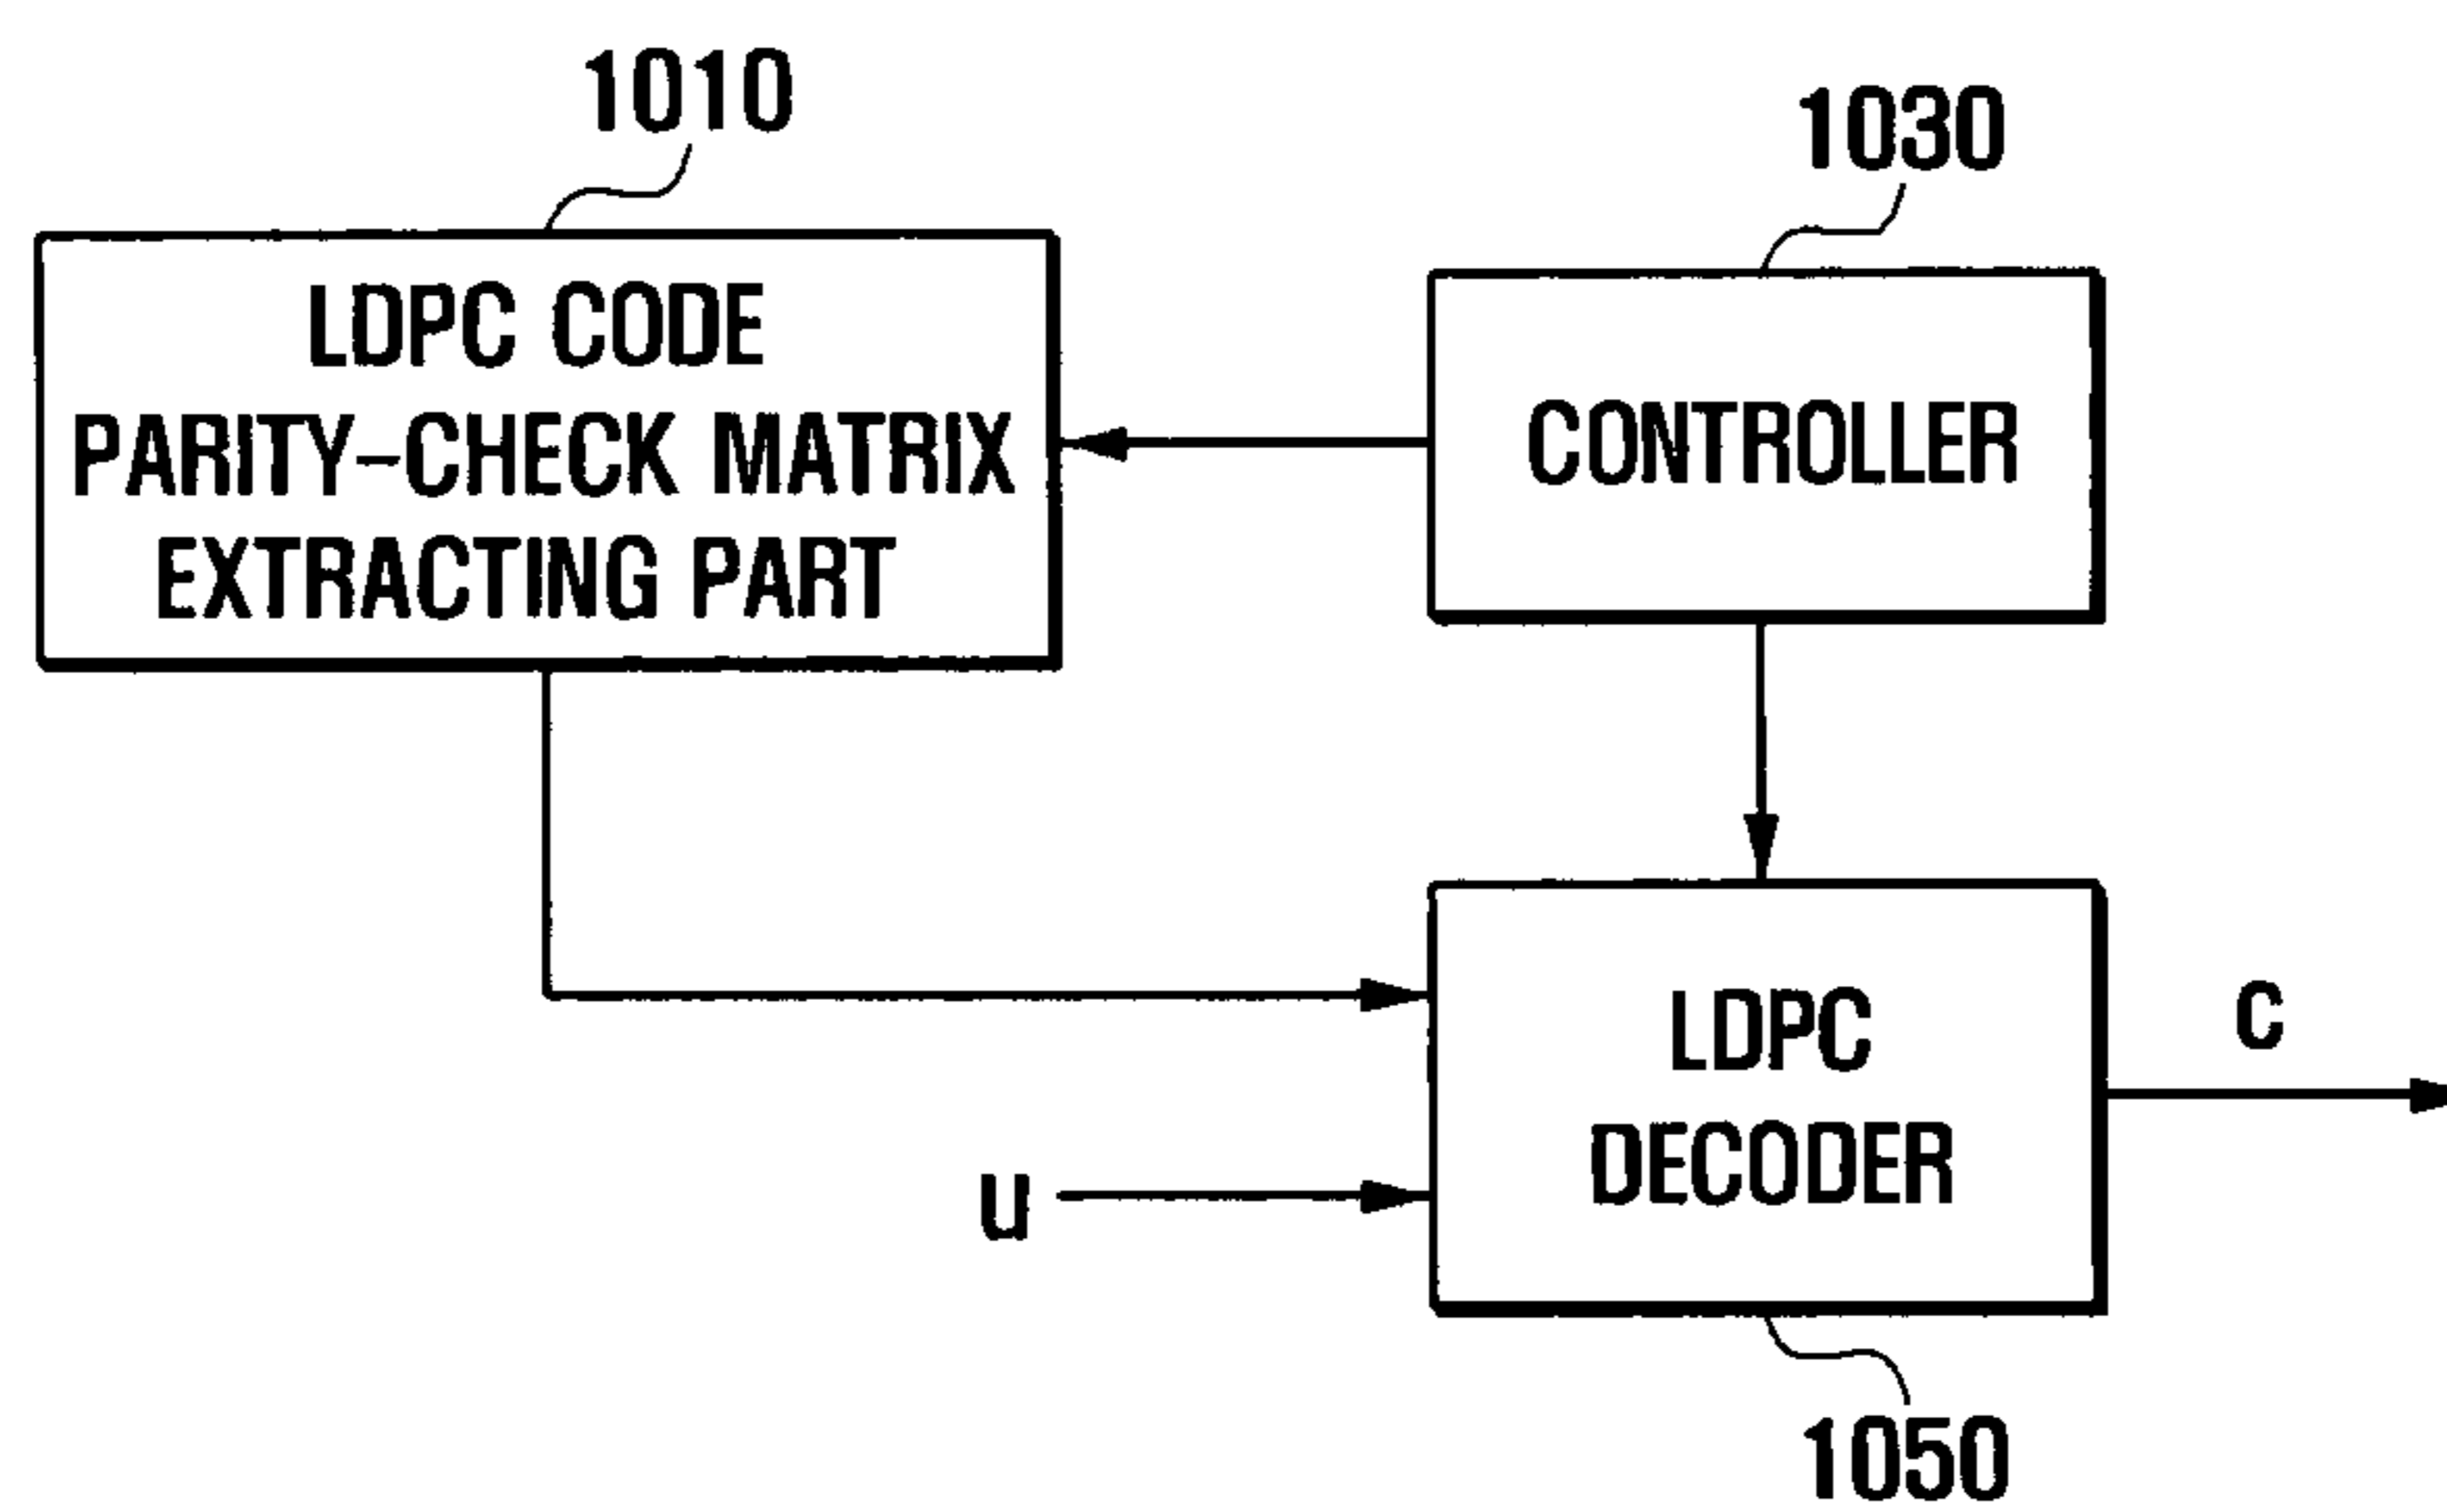 1010
1030
LDPC CODE
PARITY-CHECK MATRIX
EXTRACTING PART
CONTROLLER
LDPC
DECODER
C
u
1050